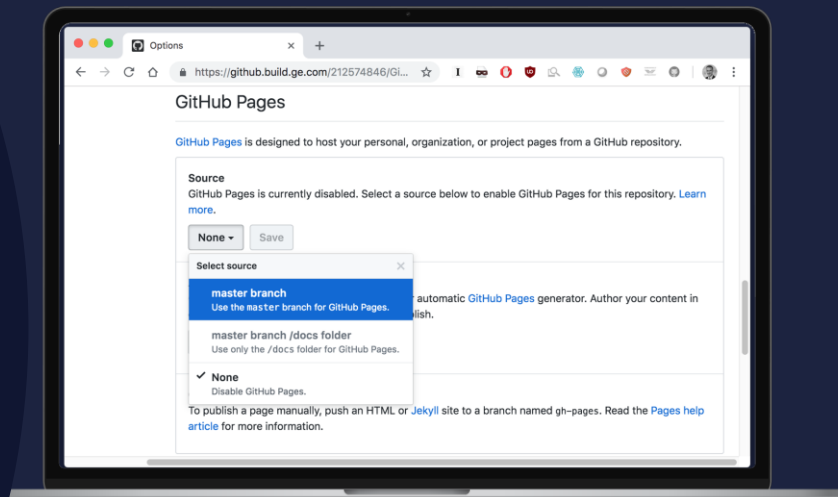 Options
https://github.build.ge.com/212574846/Gi...
GitHub Pages
GitHub Pages is designed to host your personal, organization, or project pages from a GitHub repository.
Source
GitHub Pages is currently disabled. Select a source below to enable GitHub Pages for this repository. Learn
more.
None
Save
Select source
master branch
Use the master branch for GitHub Pages.
automatic GitHub Pages generator. Author your content in
master branch /docs folder
Use only the /docs folder for GitHub Pages.
None
Disable GitHub Pages.
To publish a page manually, push an HTML or Jekyll site to a branch named gh-pages. Read the Pages help
article for more information.